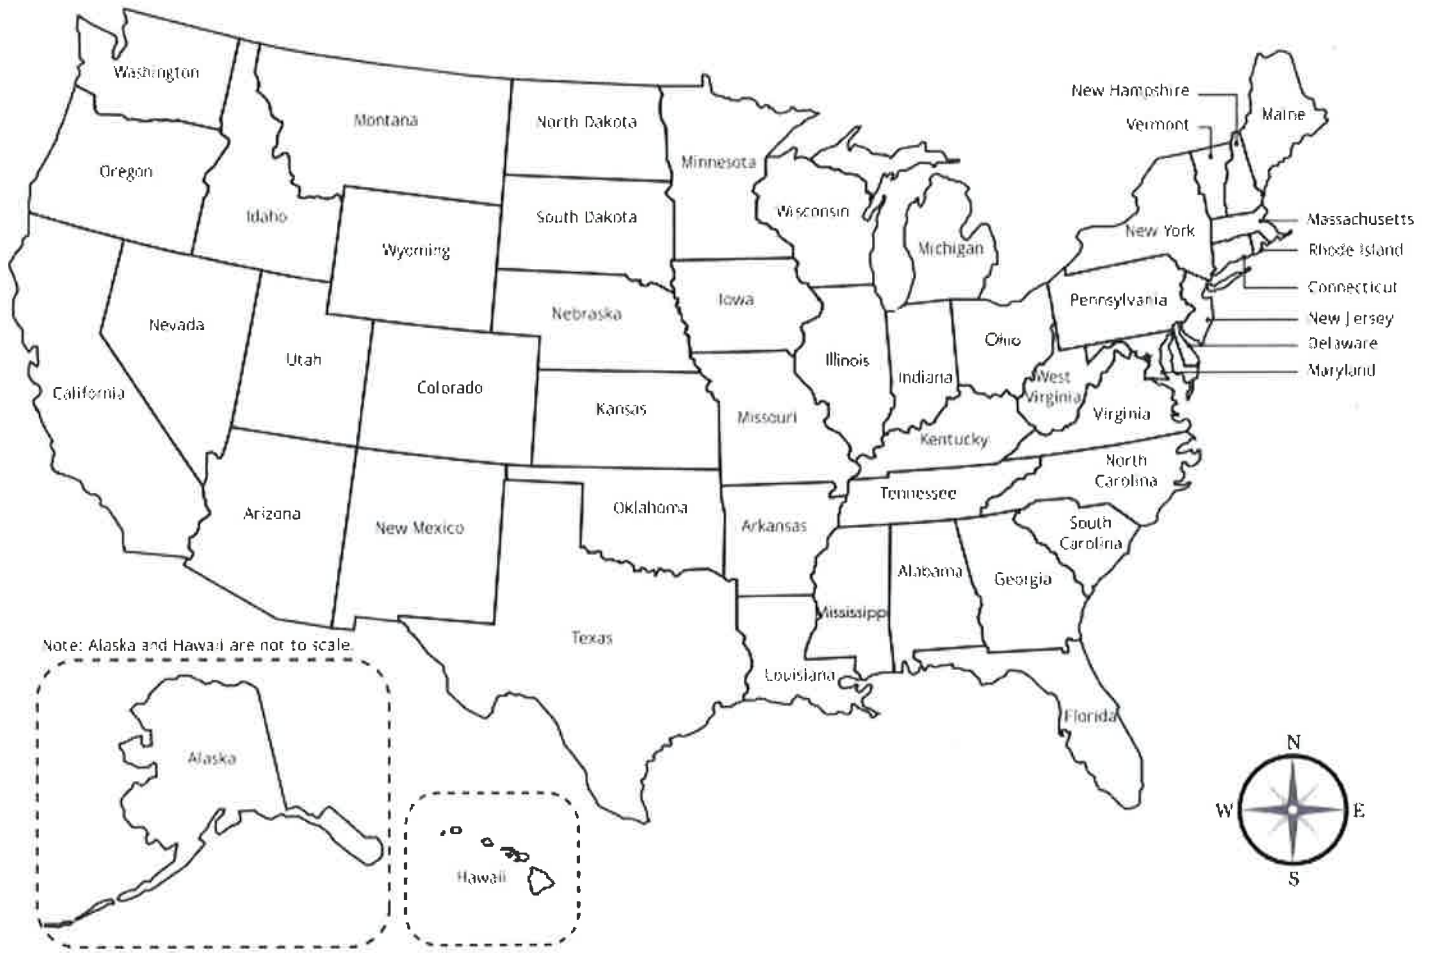 Washington
Montana
North Dakota
Minnesota
New Hampshire
Vermont
Maine
Oregon
Idaho
South Dakota
Wisconsin
Michigan
New York
Massachusetts
Rhode Island
Connecticut
New Jersey
Delaware
Maryland
Wyoming
Nebraska
Iowa
Pennsylvania
Nevada
Utah
Colorado
Illinois
Indiana
Ohio
West
Virginia
Virginia
California
Kansas
Missouri
Kentucky
North
Carolina
Arizona
New Mexico
Oklahoma
Arkansas
Tennessee
South
Carolina
Mississippi
Alabama
Georgia
Texas
Louisiana
Florida
Note: Alaska and Hawaii are not to scale.
Alaska
Hawaii
N
W
E
S